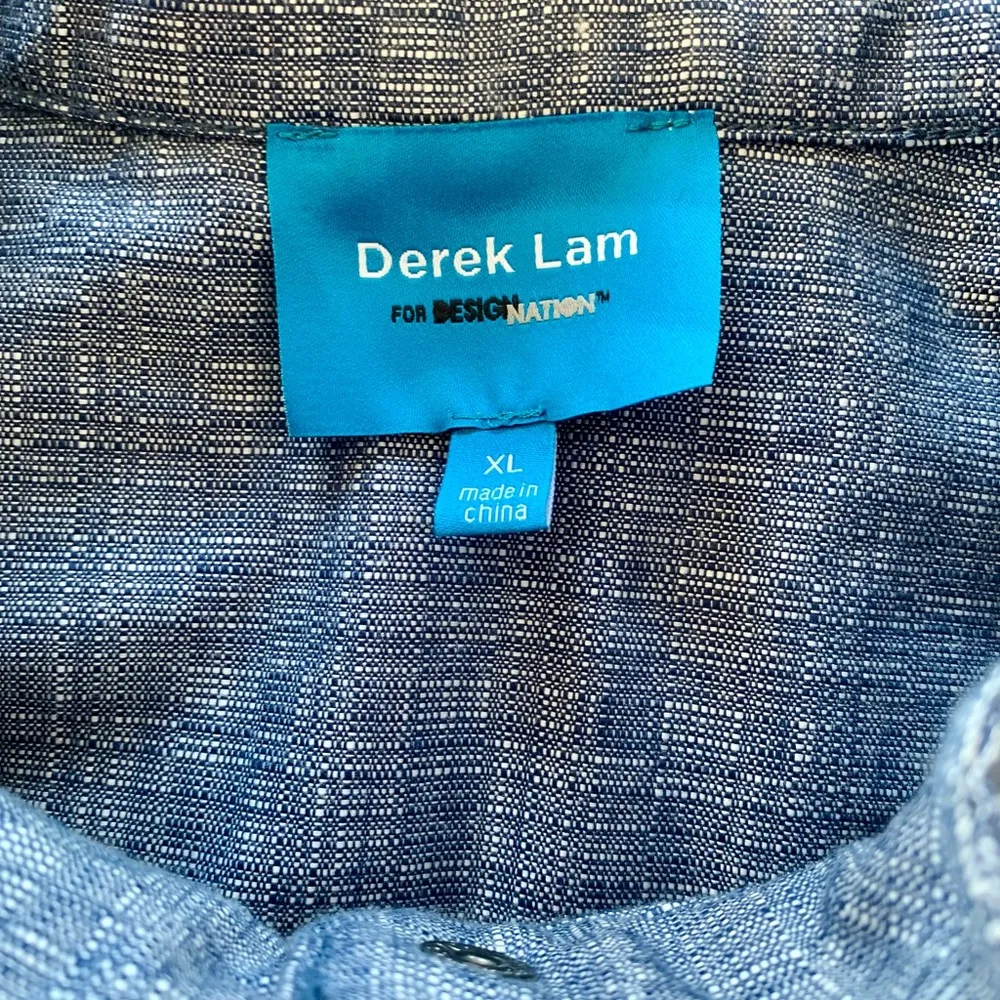 Derek Lam
FOR DESIGNNATION™
XL
made in
china